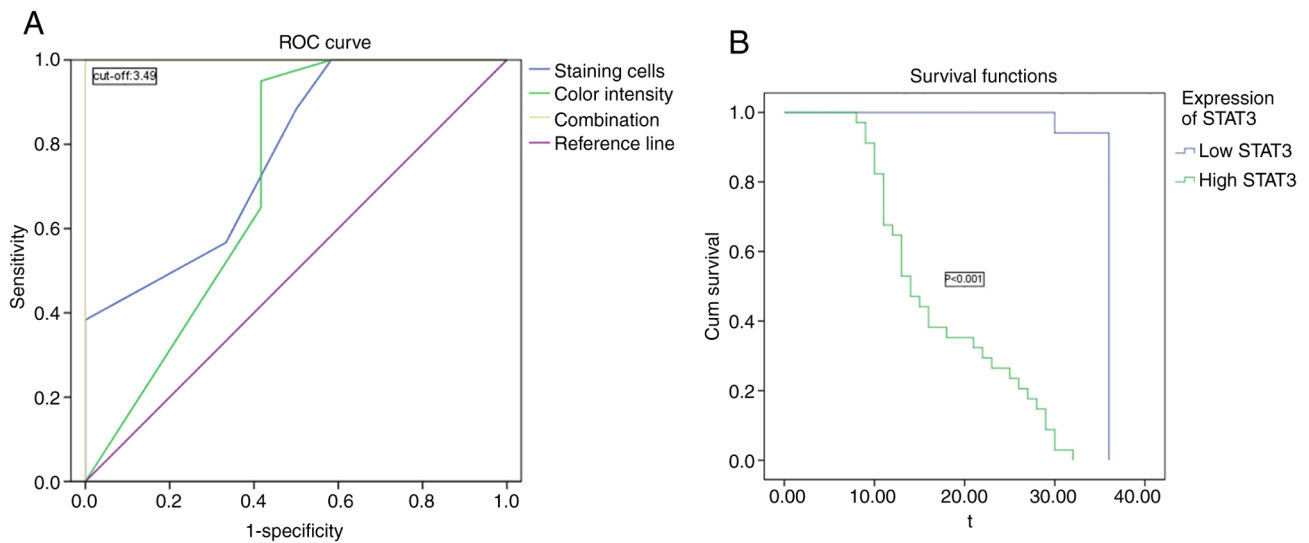 A
ROC curve
1.0
0.8
0.6
0.4
0.2
0.0
Sensitivity
cut-off:3.49
0.0 0.2 0.4 0.6 0.8 1.0
1-specificity
Staining cells
Color intensity
Combination
Reference line
B
Survival functions
1.0
0.8
0.6
0.4
0.2
0.0
Cum survival
P<0.001
0.00 10.00 20.00 30.00 40.00
t
Expression
of STAT3
Low STAT3
High STAT3